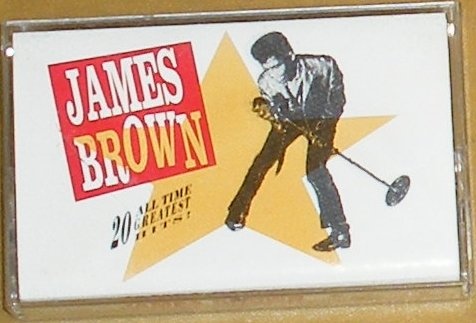 JAMES
BROWN
20 ALL TIME
GREATEST
HITS!